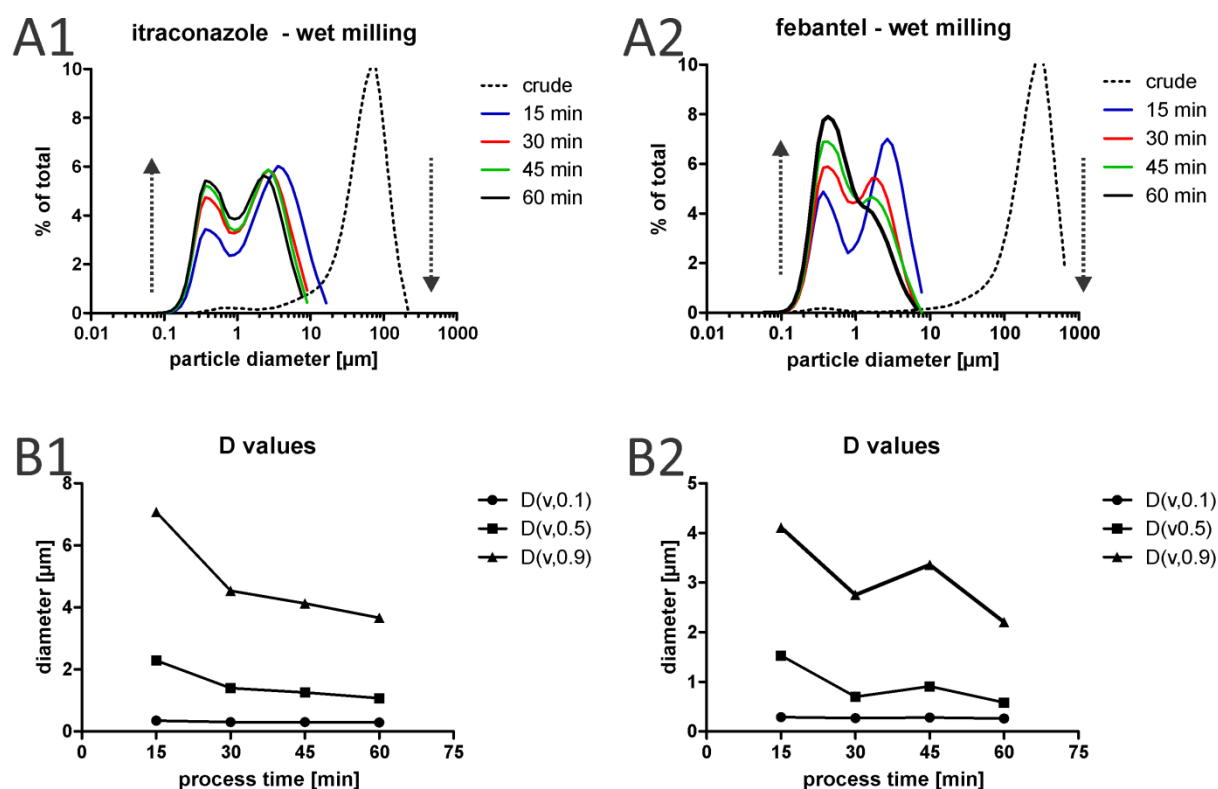 A1
itraconazole - wet milling
10
8
6
4
2
0
% of total
0.01 0.1 1 10 100 1000
particle diameter [µm]
crude
15 min
30 min
45 min
60 min
A2
febantel - wet milling
10
8
6
4
2
0
% of total
0.01 0.1 1 10 100 1000
particle diameter [µm]
crude
15 min
30 min
45 min
60 min
B1
D values
8
6
4
2
0
diameter [µm]
0 15 30 45 60 75
process time [min]
D(v,0.1)
D(v,0.5)
D(v,0.9)
B2
D values
5
4
3
2
1
0
diameter [µm]
0 15 30 45 60 75
process time [min]
D(v,0.1)
D(v0.5)
D(v,0.9)